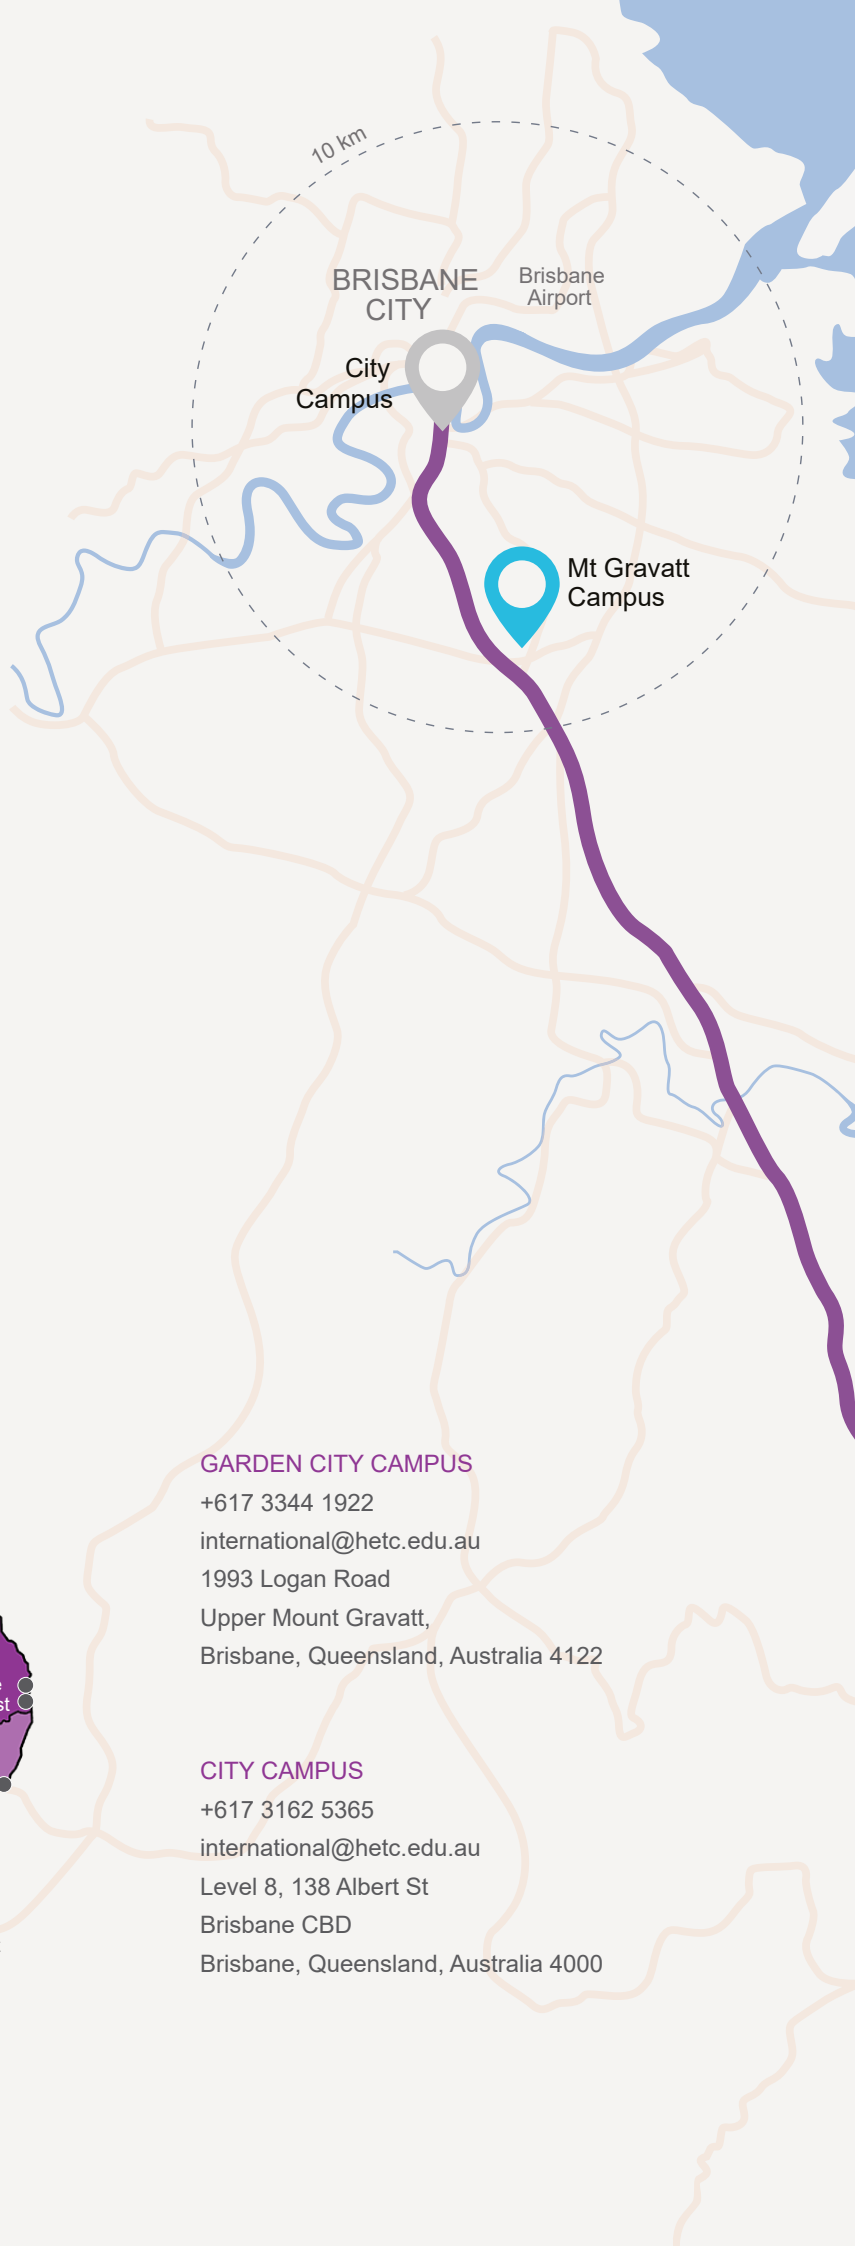 10 km
BRISBANE
CITY
Brisbane
Airport
City
Campus
Mt Gravatt
Campus
GARDEN CITY CAMPUS
+617 3344 1922
international@hetc.edu.au
1993 Logan Road
Upper Mount Gravatt,
Brisbane, Queensland, Australia 4122
CITY CAMPUS
+617 3162 5365
international@hetc.edu.au
Level 8, 138 Albert St
Brisbane CBD
Brisbane, Queensland, Australia 4000